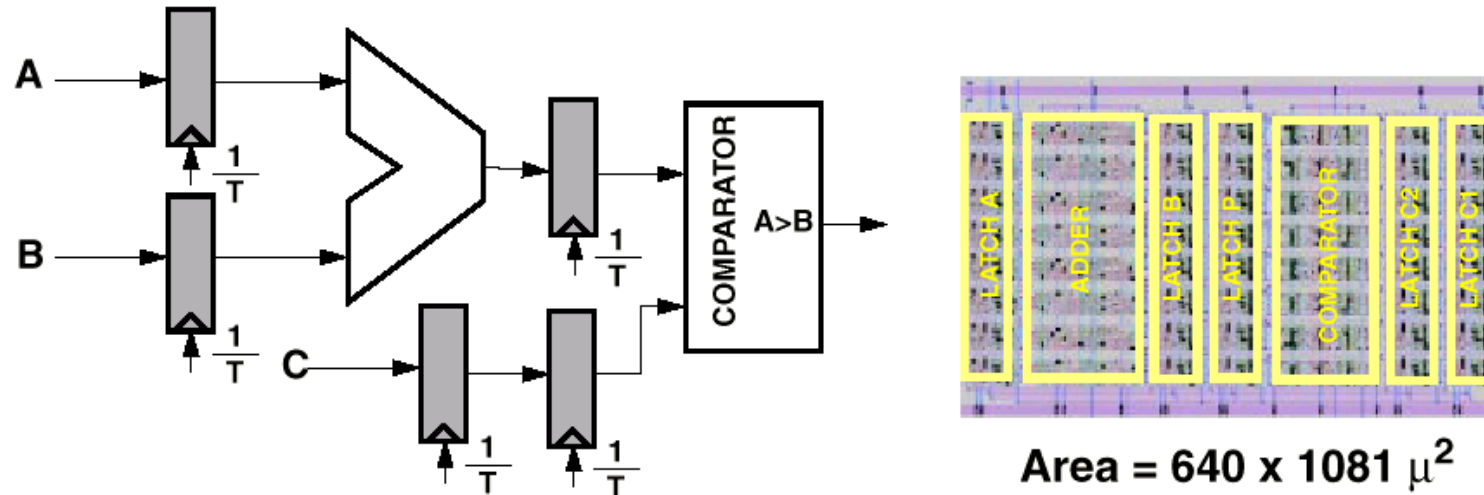 A
1
T
B
1
T
1
T
C
1
T
1
T
COMPARATOR
A>B
LATCH A
ADDER
LATCH B
LATCH P
COMPARATOR
LATCH C2
LATCH C1
Area = 640 x 1081 μ²